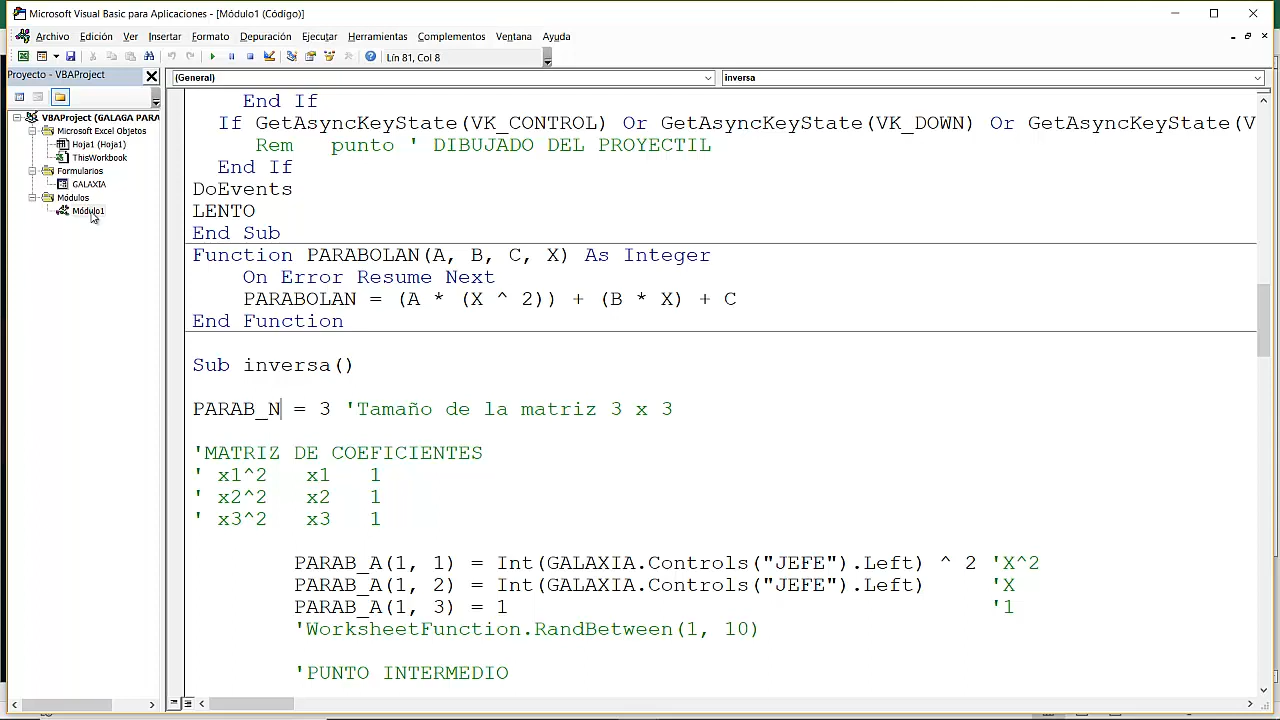 Microsoft Visual Basic para Aplicaciones - [Módulo1 (Código)]
Archivo Edición Ver Insertar Formato Depuración Ejecutar Herramientas Complementos Ventana Ayuda
Lín 81, Col 8
Proyecto - VBAProject
(General)
inversa
VBAProject (GALAGA PARA
Microsoft Excel Objetos
Hoja1 (Hoja1)
ThisWorkbook
Formularios
GALAXIA
Módulos
Módulo1
End If
If GetAsyncKeyState(VK_CONTROL) Or GetAsyncKeyState(VK_DOWN) Or GetAsyncKeyState(V
Rem punto ' DIBUJADO DEL PROYECTIL
End If
DoEvents
LENTO
End Sub
Function PARABOLAN(A, B, C, X) As Integer
On Error Resume Next
PARABOLAN = (A * (X ^ 2)) + (B * X) + C
End Function
Sub inversa()
PARAB_N = 3 'Tamaño de la matriz 3 x 3
'MATRIZ DE COEFICIENTES
' x1^2 x1 1
' x2^2 x2 1
' x3^2 x3 1
PARAB_A(1, 1) = Int(GALAXIA.Controls("JEFE").Left) ^ 2 'X^2
PARAB_A(1, 2) = Int(GALAXIA.Controls("JEFE").Left) 'X
PARAB_A(1, 3) = 1 '1
'WorksheetFunction.RandBetween(1, 10)
'PUNTO INTERMEDIO